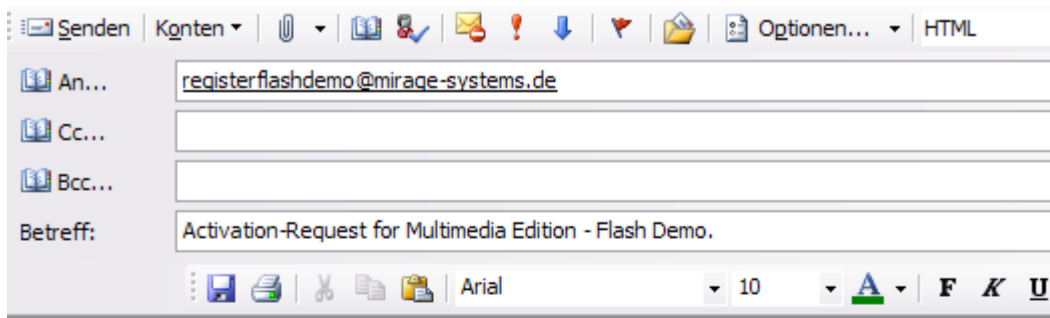 Senden Konten Optionen... HTML
An... registerflashdemo@mirage-systems.de
Cc...
Bcc...
Betreff: Activation-Request for Multimedia Edition - Flash Demo.
Arial 10 A F K U